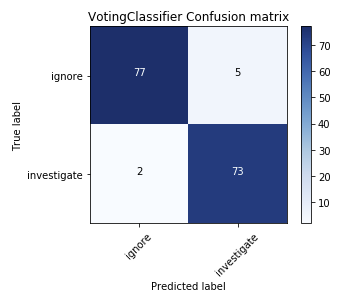 VotingClassifier Confusion matrix
True label
ignore
investigate
77
5
2
73
ignore
investigate
Predicted label
70
60
50
40
30
20
10